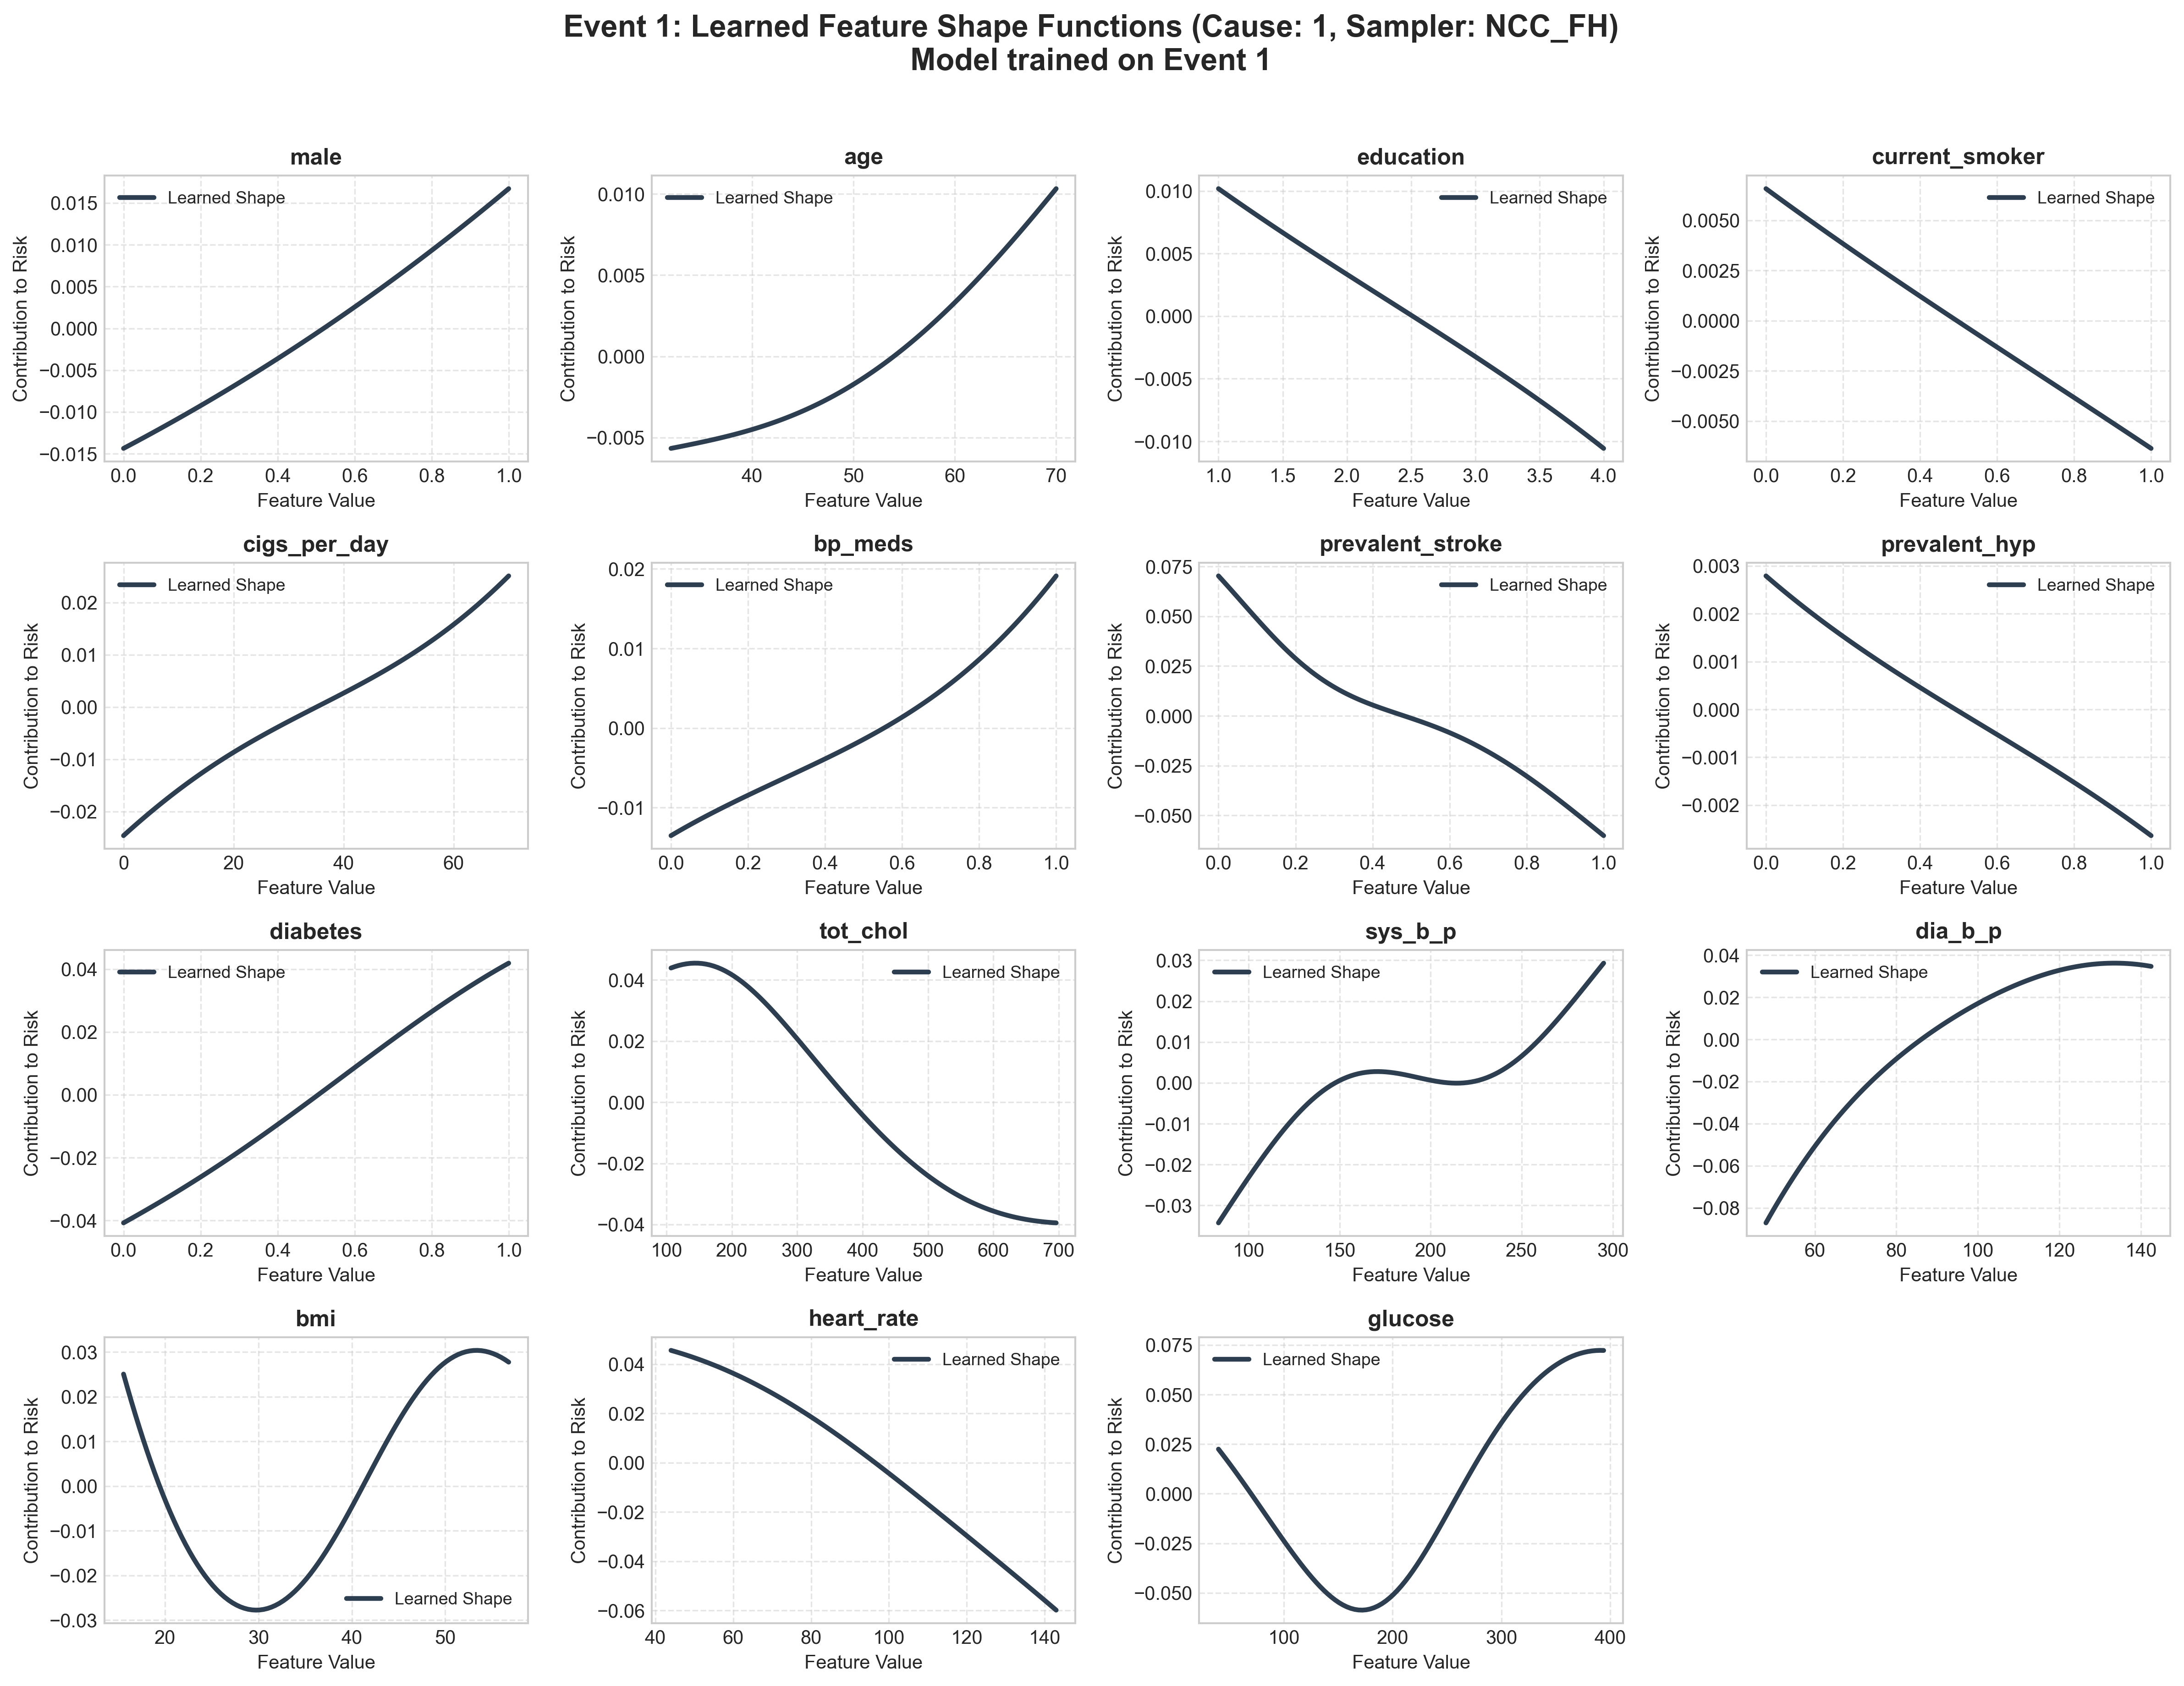 Event 1: Learned Feature Shape Functions (Cause: 1, Sampler: NCC_FH)
Model trained on Event 1
male
Learned Shape
Contribution to Risk
0.015
0.010
0.005
0.000
−0.005
−0.010
−0.015
0.0 0.2 0.4 0.6 0.8 1.0
Feature Value
age
Learned Shape
Contribution to Risk
0.010
0.005
0.000
−0.005
40 50 60 70
Feature Value
education
Learned Shape
Contribution to Risk
0.010
0.005
0.000
−0.005
−0.010
1.0 1.5 2.0 2.5 3.0 3.5 4.0
Feature Value
current_smoker
Learned Shape
Contribution to Risk
0.0050
0.0025
0.0000
−0.0025
−0.0050
0.0 0.2 0.4 0.6 0.8 1.0
Feature Value
cigs_per_day
Learned Shape
Contribution to Risk
0.02
0.01
0.00
−0.01
−0.02
0 20 40 60
Feature Value
bp_meds
Learned Shape
Contribution to Risk
0.02
0.01
0.00
−0.01
0.0 0.2 0.4 0.6 0.8 1.0
Feature Value
prevalent_stroke
Learned Shape
Contribution to Risk
0.075
0.050
0.025
0.000
−0.025
−0.050
0.0 0.2 0.4 0.6 0.8 1.0
Feature Value
prevalent_hyp
Learned Shape
Contribution to Risk
0.003
0.002
0.001
0.000
−0.001
−0.002
0.0 0.2 0.4 0.6 0.8 1.0
Feature Value
diabetes
Learned Shape
Contribution to Risk
0.04
0.02
0.00
−0.02
−0.04
0.0 0.2 0.4 0.6 0.8 1.0
Feature Value
tot_chol
Learned Shape
Contribution to Risk
0.04
0.02
0.00
−0.02
−0.04
100 200 300 400 500 600 700
Feature Value
sys_b_p
Learned Shape
Contribution to Risk
0.03
0.02
0.01
0.00
−0.01
−0.02
−0.03
100 150 200 250 300
Feature Value
dia_b_p
Learned Shape
Contribution to Risk
0.04
0.02
0.00
−0.02
−0.04
−0.06
−0.08
60 80 100 120 140
Feature Value
bmi
Learned Shape
Contribution to Risk
0.03
0.02
0.01
0.00
−0.01
−0.02
−0.03
20 30 40 50
Feature Value
heart_rate
Learned Shape
Contribution to Risk
0.04
0.02
0.00
−0.02
−0.04
−0.06
40 60 80 100 120 140
Feature Value
glucose
Learned Shape
Contribution to Risk
0.075
0.050
0.025
0.000
−0.025
−0.050
100 200 300 400
Feature Value